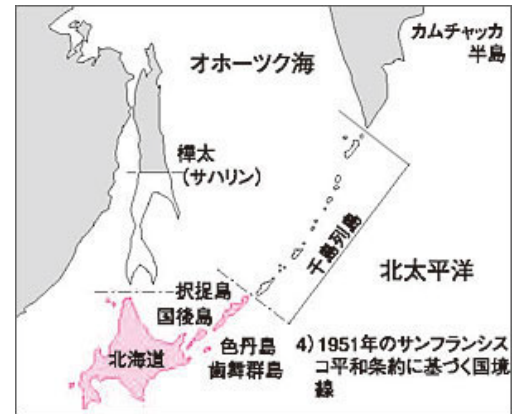 カムチャッカ
半島
オホーツク海
樺太
（サハリン）
千島列島
北太平洋
択捉島
国後島
色丹島
歯舞群島
北海道
4）1951年のサンフランシス
コ平和条約に基づく国境
線